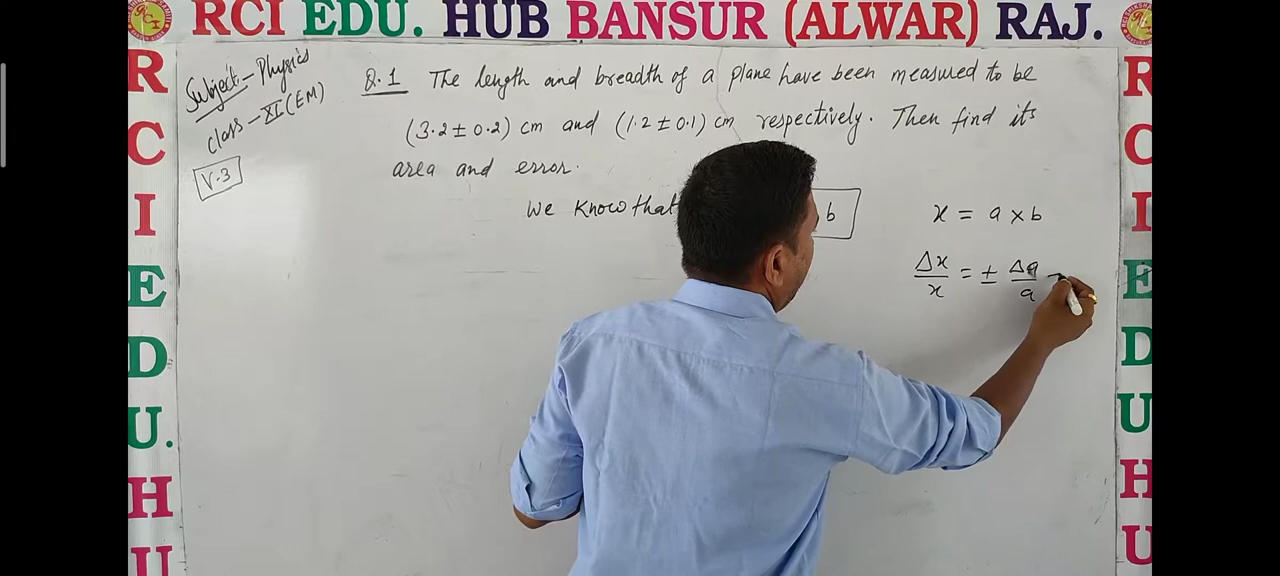 RCI EDU. HUB BANSUR (ALWAR) RAJ.
R
C
I
E
D
U.
H
U
Subject:- Physics
Class - XI (EM)
V.3
Q.1 The length and breadth of a plane have been measured to be
(3.2 ± 0.2) cm and (1.2 ± 0.1) cm respectively. Then find its
area and error.
We know that
b
x = a × b
Δx/x = ± Δa/a
R
C
I
E
D
U
H
U